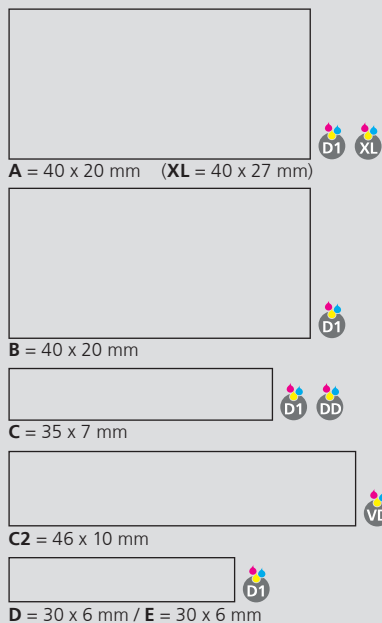 D1 XL
A = 40 x 20 mm (XL = 40 x 27 mm)
D1
B = 40 x 20 mm
D1 DD
C = 35 x 7 mm
VD
C2 = 46 x 10 mm
D1
D = 30 x 6 mm / E = 30 x 6 mm